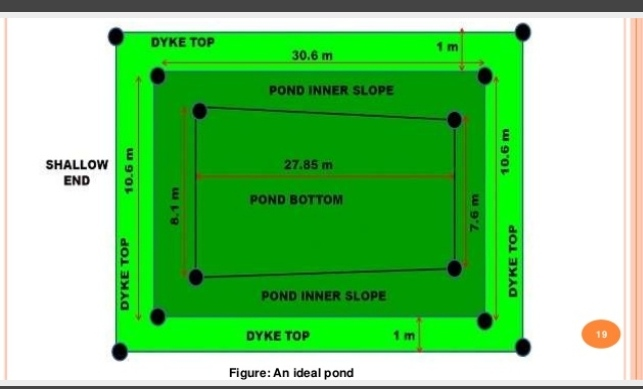 DYKE TOP
1 m
30.6 m
POND INNER SLOPE
SHALLOW
END
10.6 m
10.6 m
27.85 m
8.1 m
7.6 m
POND BOTTOM
DYKE TOP
DYKE TOP
POND INNER SLOPE
DYKE TOP
1 m
19
Figure: An ideal pond